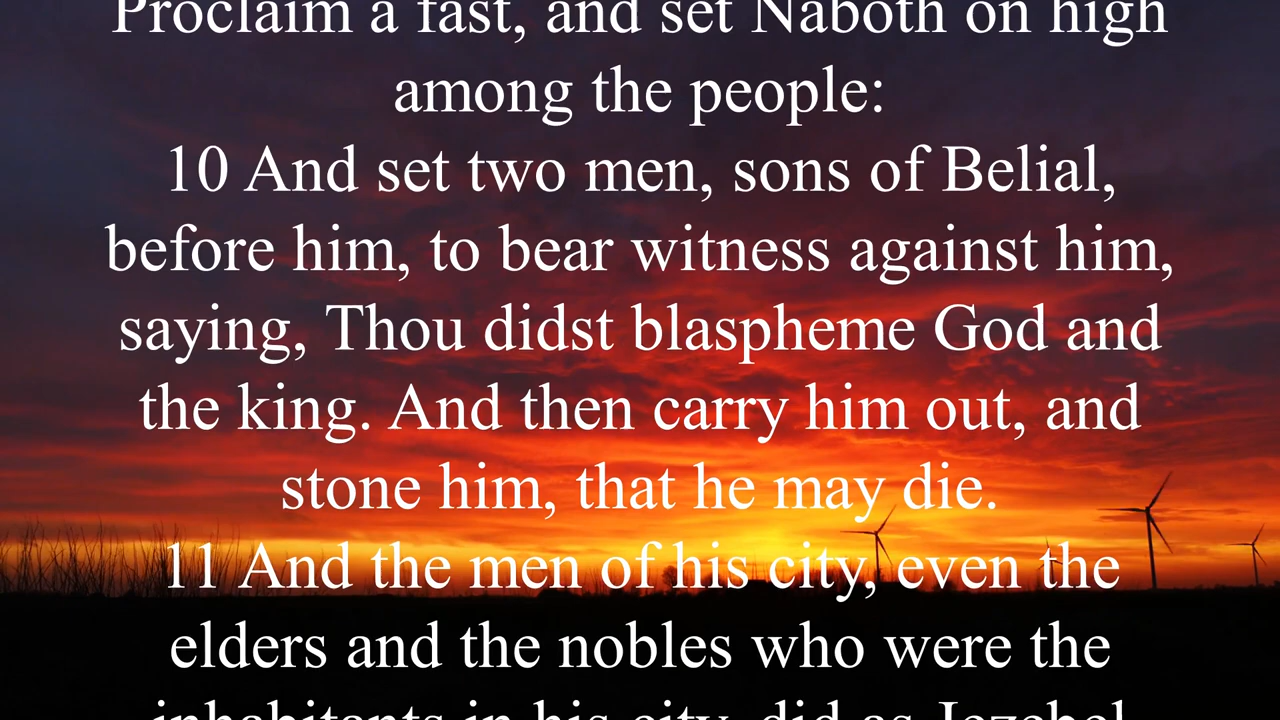 Proclaim a fast, and set Naboth on high
among the people:
10 And set two men, sons of Belial,
before him, to bear witness against him,
saying, Thou didst blaspheme God and
the king. And then carry him out, and
stone him, that he may die.
11 And the men of his city, even the
elders and the nobles who were the
inhabitants in his city, did as Jezebel